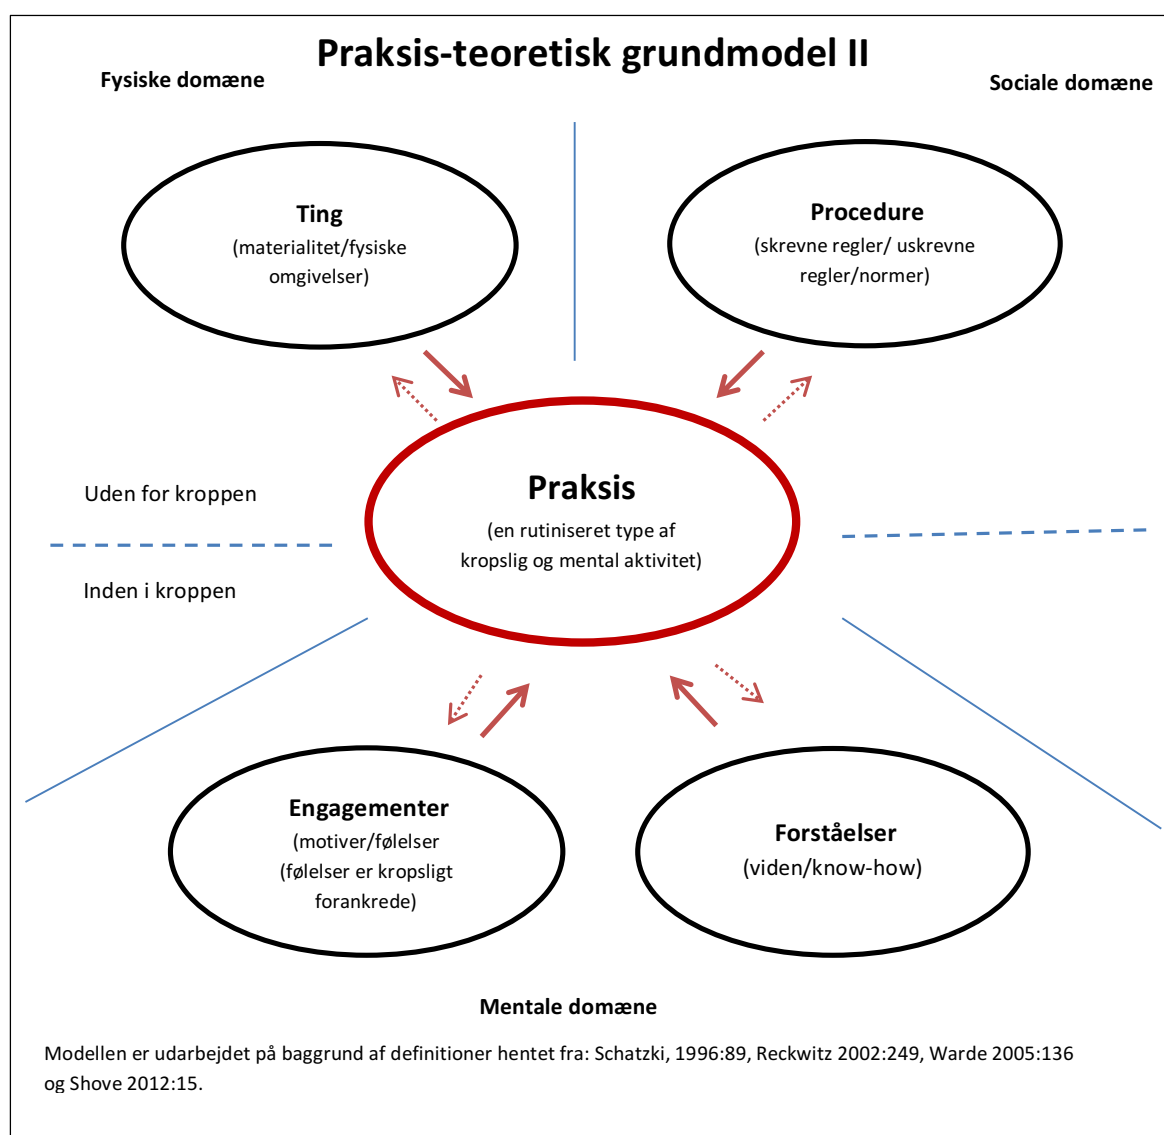 Praksis-teoretisk grundmodel II
Fysiske domæne
Sociale domæne
Ting
(materialitet/fysiske
omgivelser)
Procedure
(skrevne regler/ uskrevne
regler/normer)
Uden for kroppen
Praksis
(en rutiniseret type af
kropslig og mental aktivitet)
Inden i kroppen
Engagementer
(motiver/følelser
(følelser er kropsligt
forankrede)
Forståelser
(viden/know-how)
Mentale domæne
Modellen er udarbejdet på baggrund af definitioner hentet fra: Schatzki, 1996:89, Reckwitz 2002:249, Warde 2005:136
og Shove 2012:15.